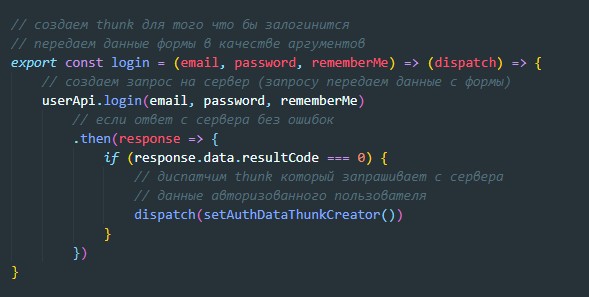 // создаем thunk для того что бы залогинится
// передаем данные формы в качестве аргументов
export const login = (email, password, rememberMe) => (dispatch) => {
// создаем запрос на сервер (запросу передаем данные с формы)
userApi.login(email, password, rememberMe)
// если ответ с сервера без ошибок
.then(response => {
if (response.data.resultCode === 0) {
// диспатчим thunk который запрашивает с сервера
// данные авторизованного пользователя
dispatch(setAuthDataThunkCreator())
}
})
}